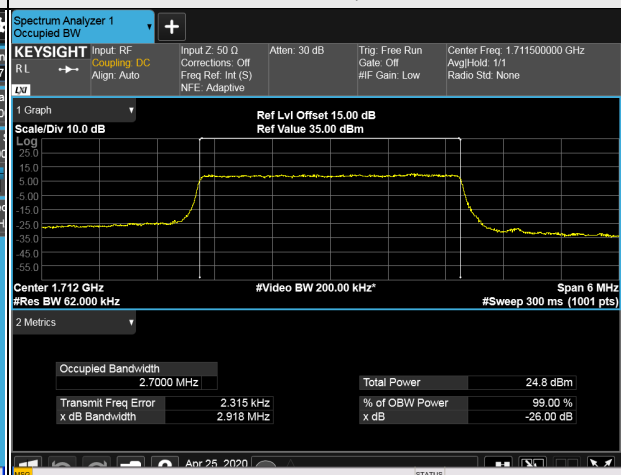 Spectrum Analyzer 1
Occupied BW
+
KEYSIGHT
RL
LXI
Input: RF
Coupling: DC
Align: Auto
Input Z: 50 Ω
Corrections: Off
Freq Ref: Int (S)
NFE: Adaptive
Atten: 30 dB
Trig: Free Run
Gate: Off
#IF Gain: Low
Center Freq: 1.711500000 GHz
Avg|Hold: 1/1
Radio Std: None
1 Graph
Scale/Div 10.0 dB
Ref Lvl Offset 15.00 dB
Ref Value 35.00 dBm
Log
25.0
15.0
5.00
-5.00
-15.0
-25.0
-35.0
-45.0
-55.0
Center 1.712 GHz
#Video BW 200.00 kHz*
Span 6 MHz
#Res BW 62.000 kHz
#Sweep 300 ms (1001 pts)
2 Metrics
Occupied Bandwidth
2.7000 MHz
Total Power 24.8 dBm
Transmit Freq Error 2.315 kHz
% of OBW Power 99.00 %
x dB Bandwidth 2.918 MHz
x dB -26.00 dB
Apr 25, 2020
MSG
STATUS